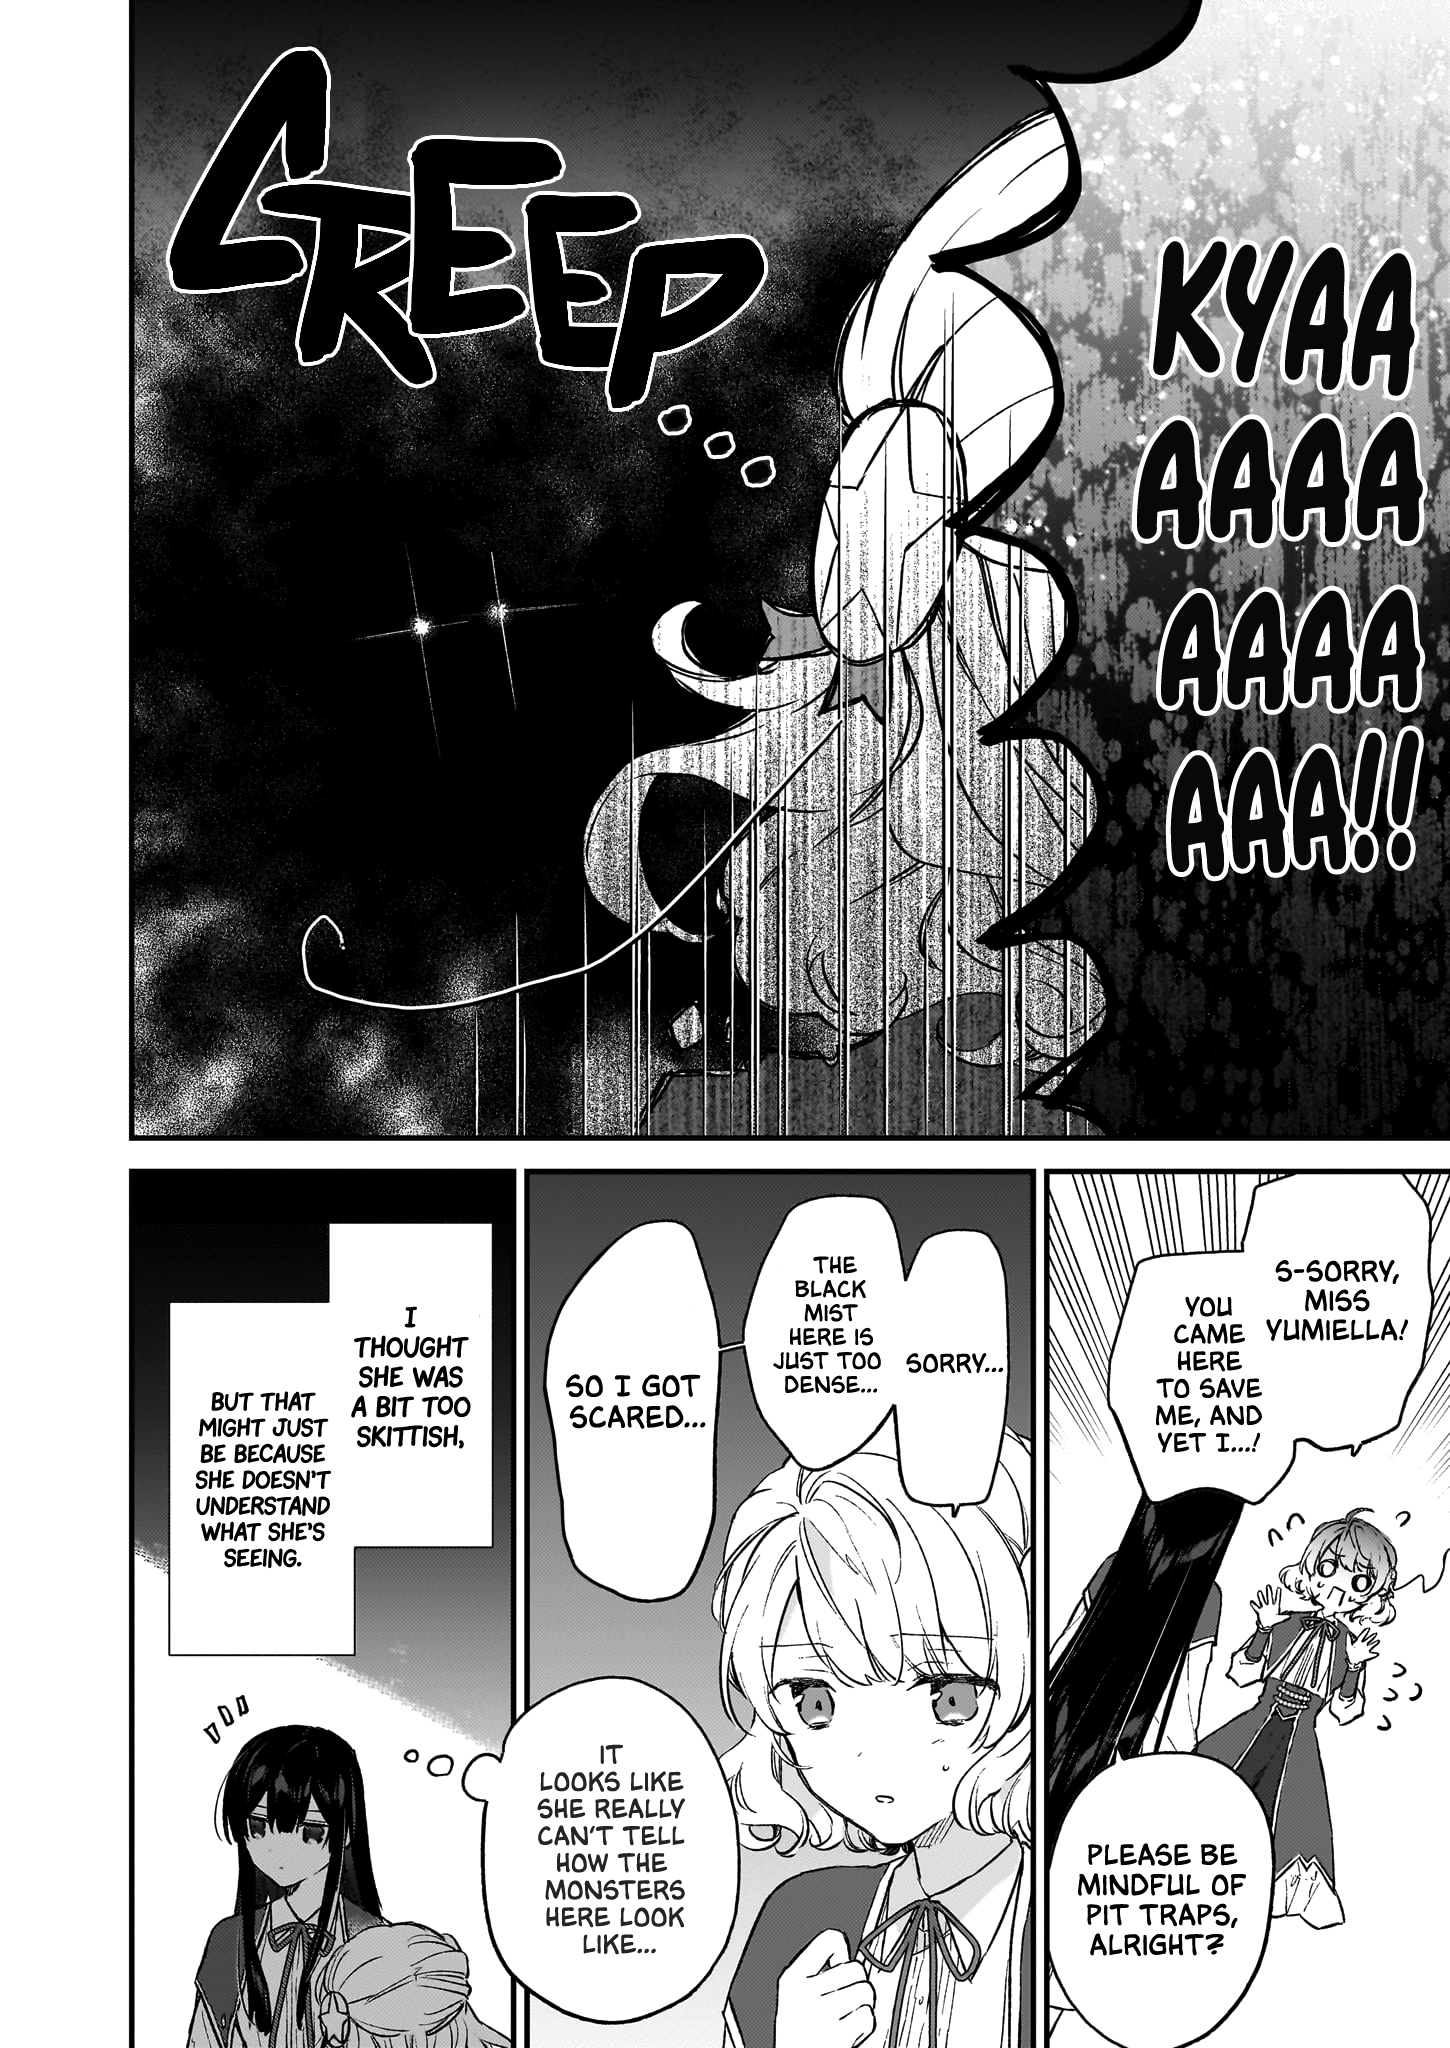 KYAA
AAAA
AAAA
AAA!!
CREEP
...
S-SORRY,
MISS
YUMIELLA!
YOU
CAME
HERE
TO SAVE
ME, AND
YET I...!
PLEASE BE
MINDFUL OF
PIT TRAPS,
ALRIGHT?
SORRY...
THE
BLACK
MIST
HERE IS
JUST TOO
DENSE...
SO I GOT
SCARED...
IT
LOOKS LIKE
SHE REALLY
CAN'T TELL
HOW THE
MONSTERS
HERE LOOK
LIKE...
I
THOUGHT
SHE WAS
A BIT TOO
SKITTISH,
BUT THAT
MIGHT JUST
BE BECAUSE
SHE DOESN'T
UNDERSTAND
WHAT SHE'S
SEEING.